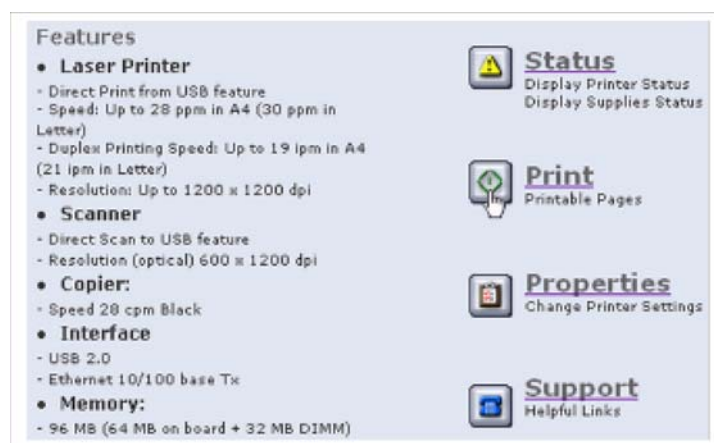 Features
• Laser Printer
- Direct Print from USB feature
- Speed: Up to 28 ppm in A4 (30 ppm in
Letter)
- Duplex Printing Speed: Up to 19 ipm in A4
(21 ipm in Letter)
- Resolution: Up to 1200 x 1200 dpi
• Scanner
- Direct Scan to USB feature
- Resolution (optical) 600 x 1200 dpi
• Copier:
- Speed 28 cpm Black
• Interface
- USB 2.0
- Ethernet 10/100 base Tx
• Memory:
- 96 MB (64 MB on board + 32 MB DIMM)
Status
Display Printer Status
Display Supplies Status
Print
Printable Pages
Properties
Change Printer Settings
Support
Helpful Links